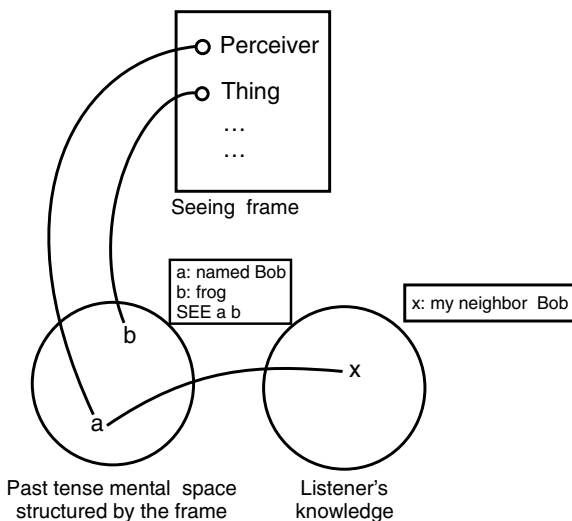 Perceiver
Thing
...
...
Seeing frame
a: named Bob
b: frog
SEE a b
x: my neighbor Bob
b
x
a
Past tense mental space
structured by the frame
Listener's
knowledge